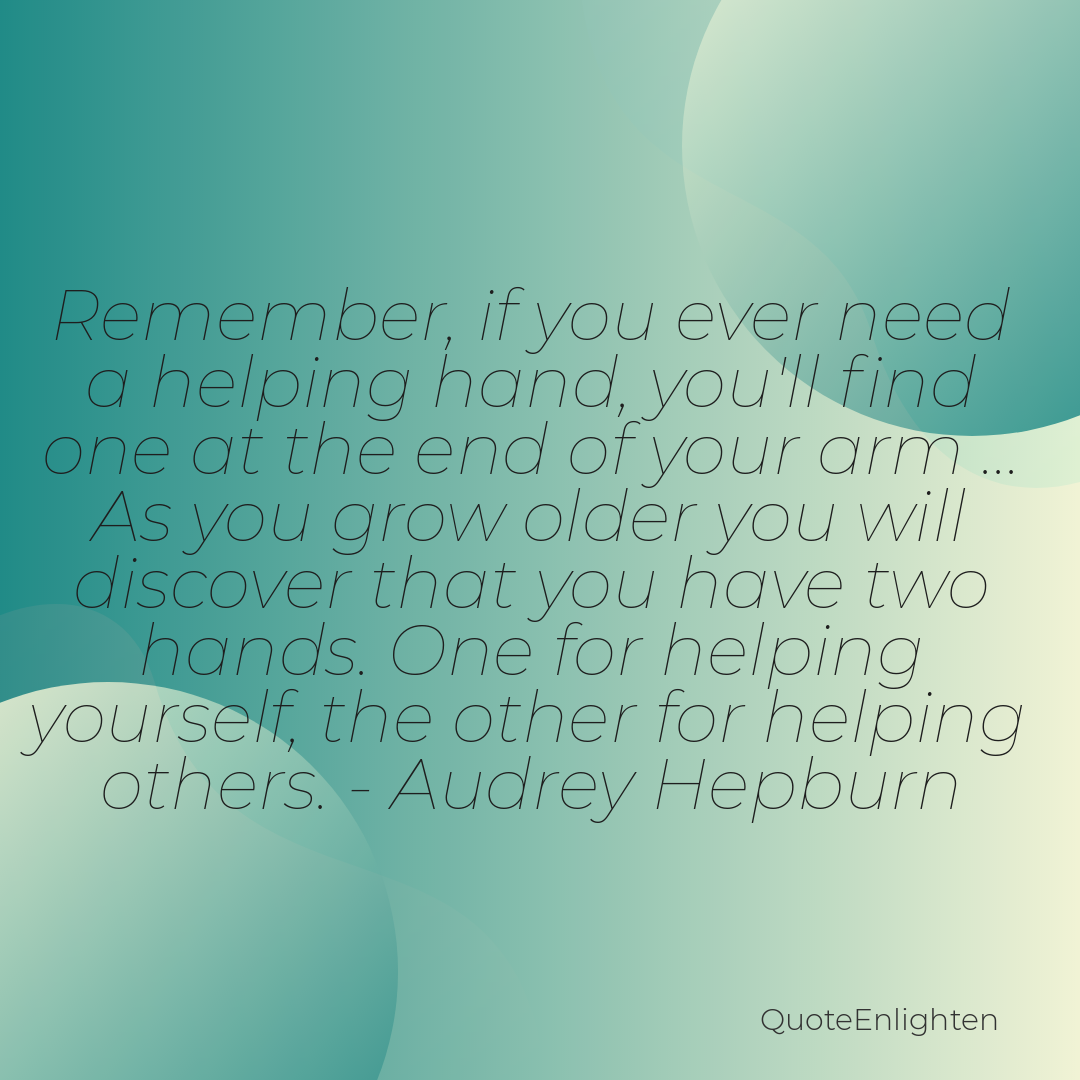 Remember, if you ever need
a helping hand, you'll find
one at the end of your arm ...
As you grow older you will
discover that you have two
hands. One for helping
yourself, the other for helping
others. - Audrey Hepburn
QuoteEnlighten